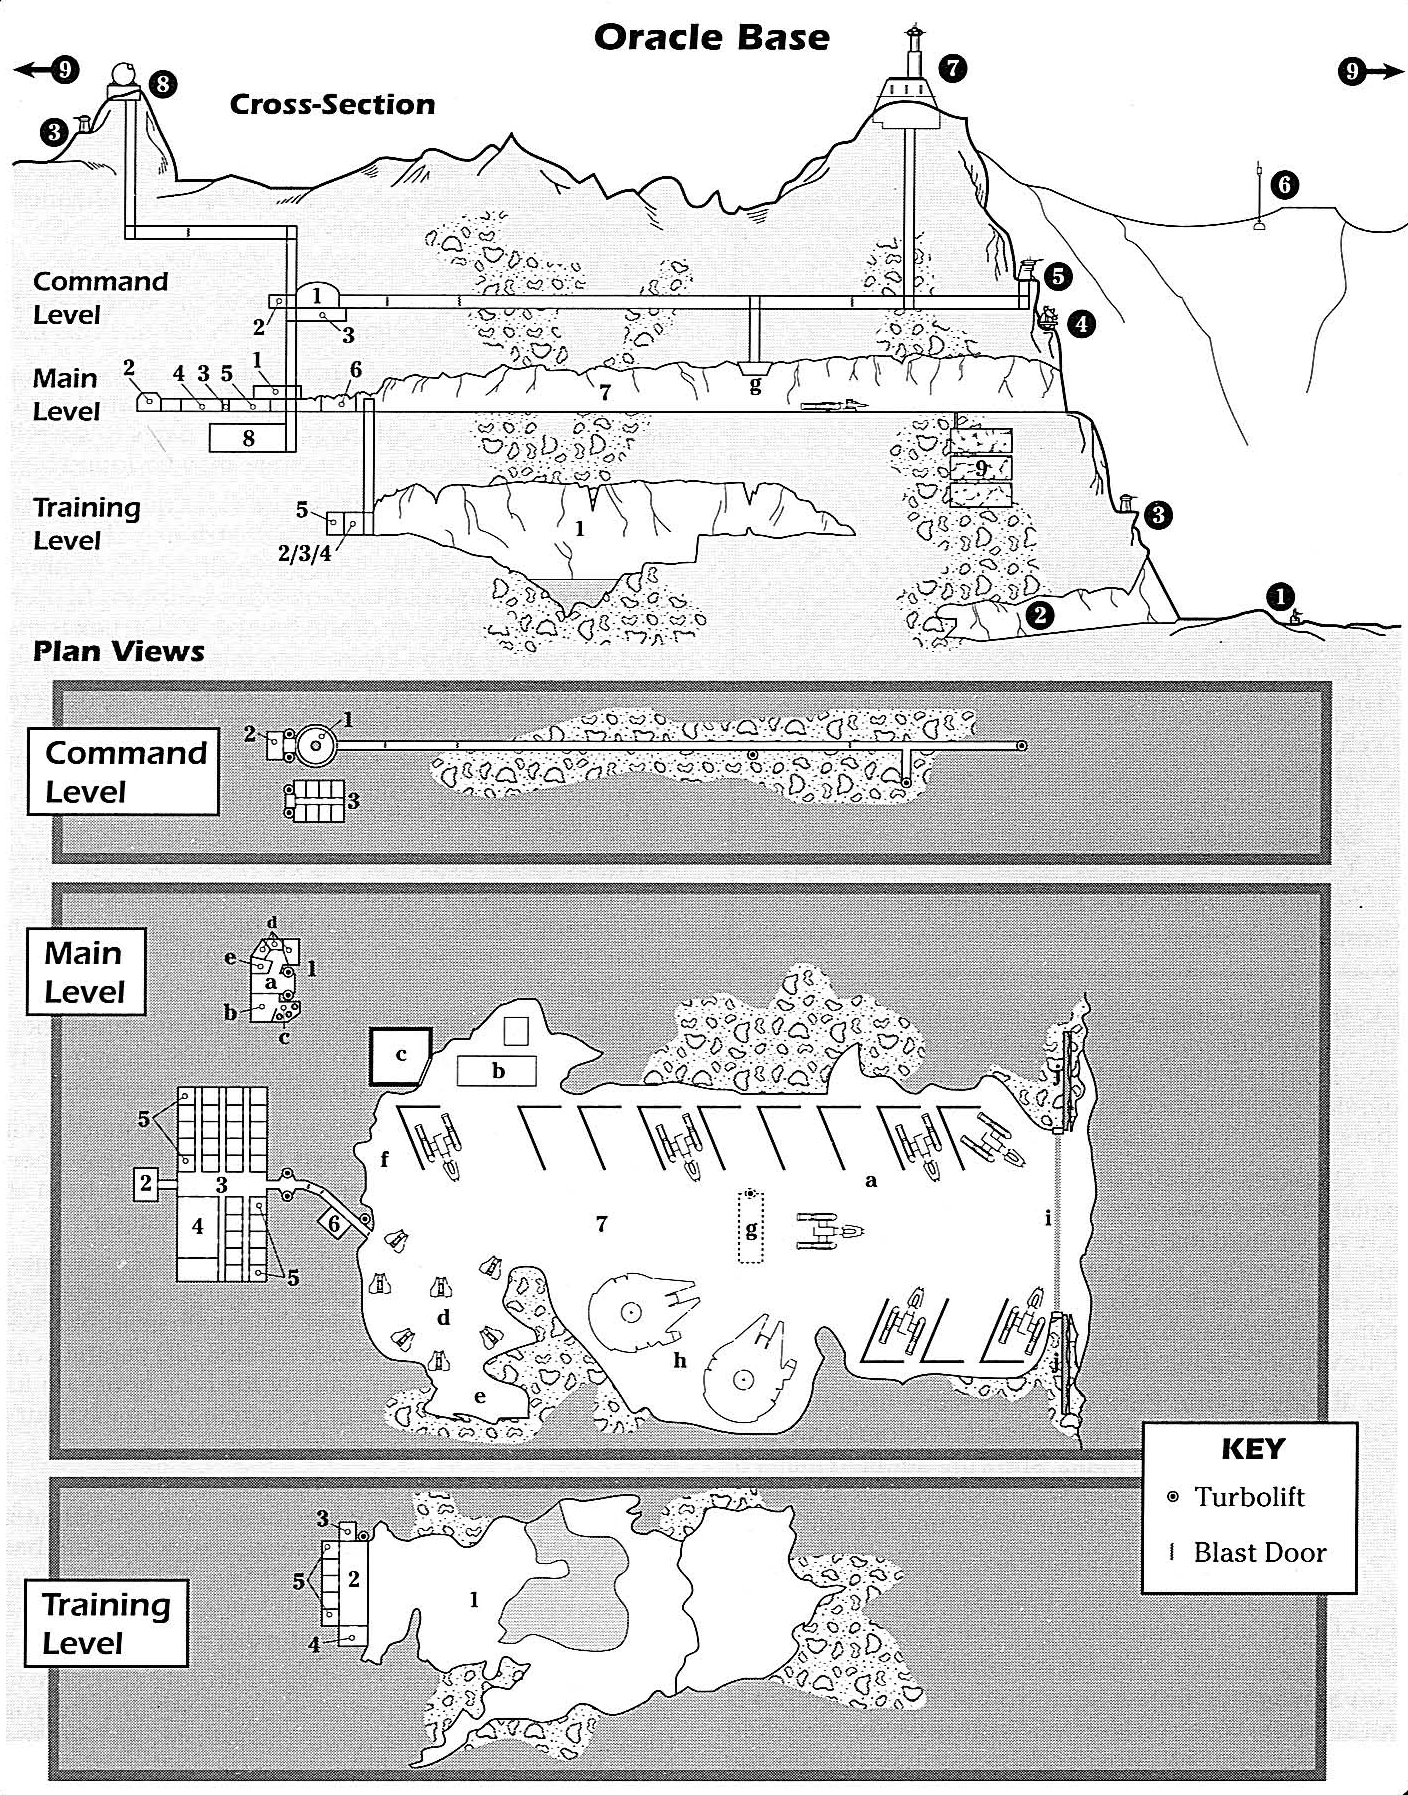 Oracle Base
9
8
7
9
Cross-Section
3
6
Command
Level
1
5
2
3
4
Main
Level
2
4
3
5
1
6
7
g
8
9
Training
Level
5
2/3/4
1
3
2
1
Plan Views
Command
Level
2
1
3
Main
Level
d
e
1
a
b
c
c
b
j
5
f
a
2
3
4
6
7
g
i
5
d
h
j
e
KEY
Turbolift
Blast Door
Training
Level
3
5
2
1
4